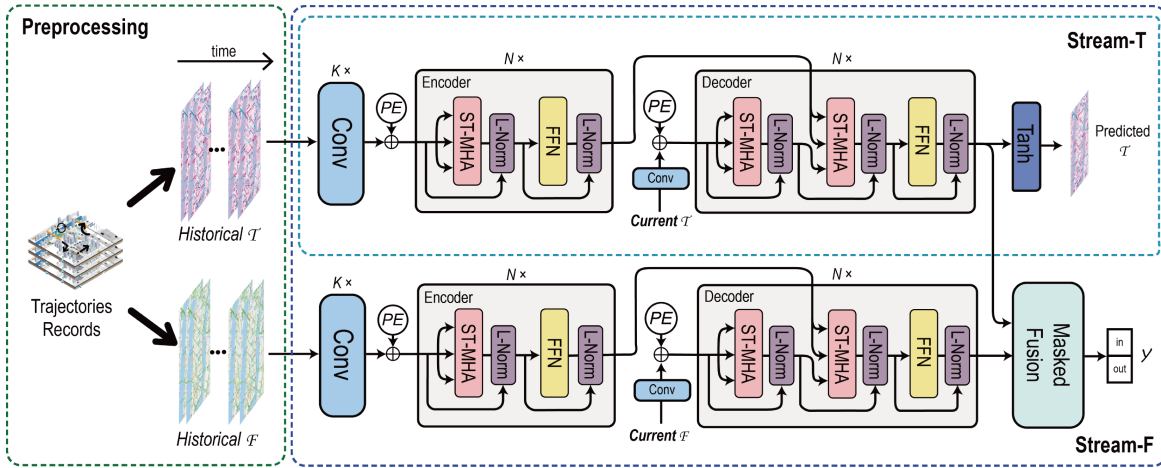 Preprocessing
time
Historical 𝒯
Trajectories
Records
Historical ℱ
Stream-T
K ×
Conv
PE
N ×
Encoder
ST-MHA
L-Norm
FFN
L-Norm
PE
Conv
Current 𝒯
N ×
Decoder
ST-MHA
L-Norm
ST-MHA
L-Norm
FFN
L-Norm
Tanh
Predicted
𝒯
K ×
Conv
PE
N ×
Encoder
ST-MHA
L-Norm
FFN
L-Norm
PE
Conv
Current ℱ
N ×
Decoder
ST-MHA
L-Norm
ST-MHA
L-Norm
FFN
L-Norm
Masked
Fusion
in
out
y
Stream-F